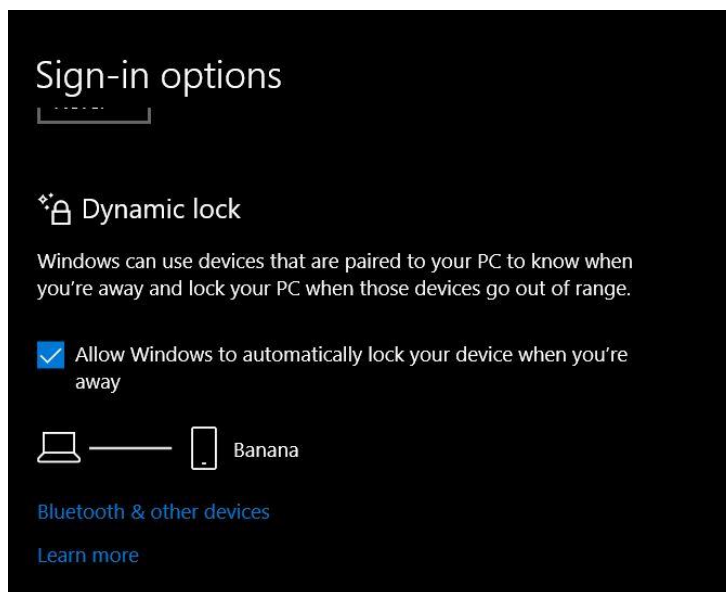 Sign-in options
Dynamic lock
Windows can use devices that are paired to your PC to know when
you're away and lock your PC when those devices go out of range.
Allow Windows to automatically lock your device when you're
away
Banana
Bluetooth & other devices
Learn more